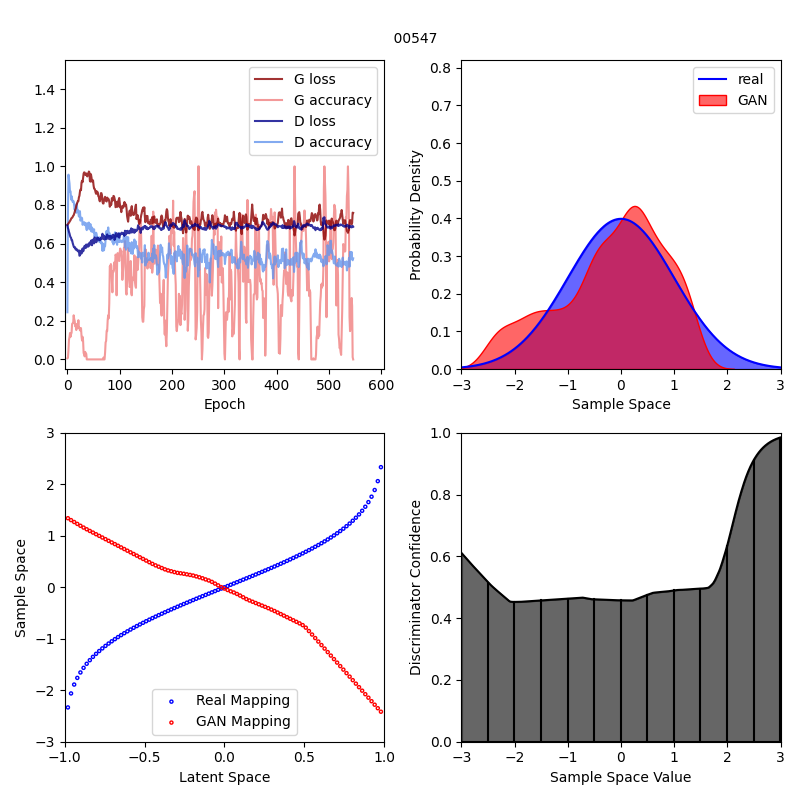 00547
1.4
1.2
1.0
0.8
0.6
0.4
0.2
0.0
0 100 200 300 400 500 600
Epoch
G loss
G accuracy
D loss
D accuracy
Probability Density
0.8
0.7
0.6
0.5
0.4
0.3
0.2
0.1
0.0
−3 −2 −1 0 1 2 3
Sample Space
real
GAN
Sample Space
3
2
1
0
−1
−2
−3
−1.0 −0.5 0.0 0.5 1.0
Latent Space
Real Mapping
GAN Mapping
Discriminator Confidence
1.0
0.8
0.6
0.4
0.2
0.0
−3 −2 −1 0 1 2 3
Sample Space Value